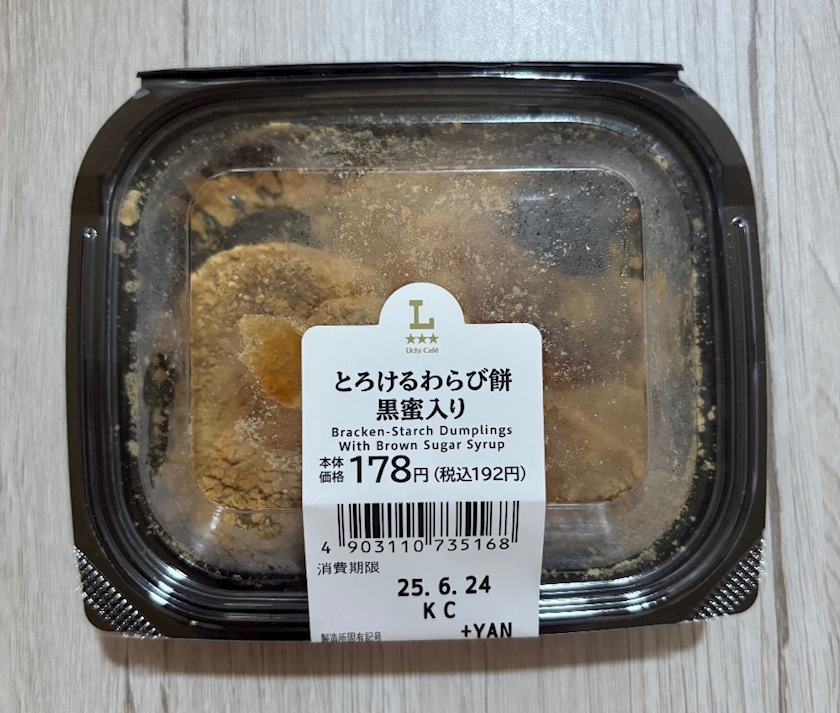 L
★★★
Uchi Café
とろけるわらび餅
黒蜜入り
Bracken-Starch Dumplings
With Brown Sugar Syrup
本体価格 178円 (税込192円)
4 903110 735168
消費期限
25.6.24
KC
製造所固有記号
+YAN